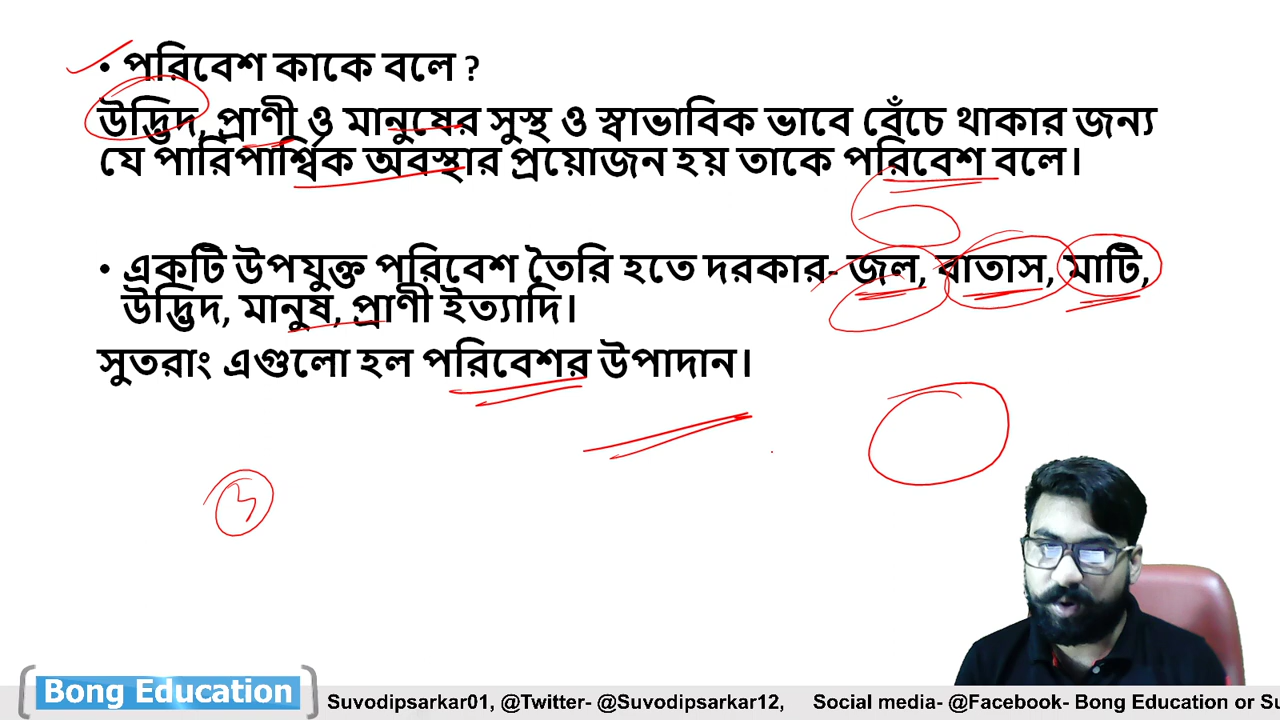 • পরিবেশ কাকে বলে ?
উদ্ভিদ, প্রাণী ও মানুষের সুস্থ ও স্বাভাবিক ভাবে বেঁচে থাকার জন্য
যে পারিপার্শ্বিক অবস্থার প্রয়োজন হয় তাকে পরিবেশ বলে।
• একটি উপযুক্ত পরিবেশ তৈরি হতে দরকার- জল, বাতাস, মাটি,
উদ্ভিদ, মানুষ, প্রাণী ইত্যাদি।
সুতরাং এগুলো হল পরিবেশর উপাদান।
Bong Education
Suvodipsarkar01, @Twitter- @Suvodipsarkar12, Social media- @Facebook- Bong Education or Su